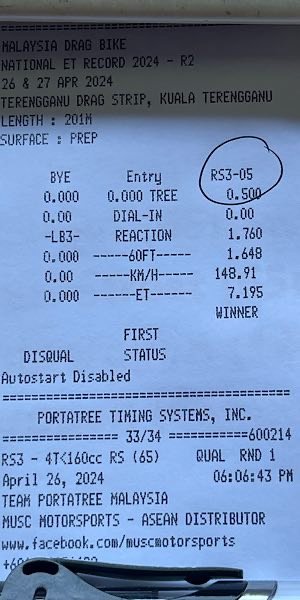 MALAYSIA DRAG BIKE
NATIONAL ET RECORD 2024 - R2
26 & 27 APR 2024
TERENGGANU DRAG STRIP, KUALA TERENGGANU
LENGTH : 201M
SURFACE : PREP
BYE Entry RS3-05
0.000 0.000 TREE 0.500
0.00 DIAL-IN 0.00
-LB3- REACTION 1.760
0.000 -----60FT----- 1.648
0.00 -----KM/H----- 148.91
0.000 ------ET------ 7.195
WINNER
FIRST
DISQUAL STATUS
Autostart Disabled
========================================
PORTATREE TIMING SYSTEMS, INC.
================ 33/34 ===========600214
RS3 - 4T<160cc RS (65) QUAL RND 1
April 26, 2024 06:06:43 PM
TEAM PORTATREE MALAYSIA
MUSC MOTORSPORTS - ASEAN DISTRIBUTOR
www.facebook.com/muscmotorsports